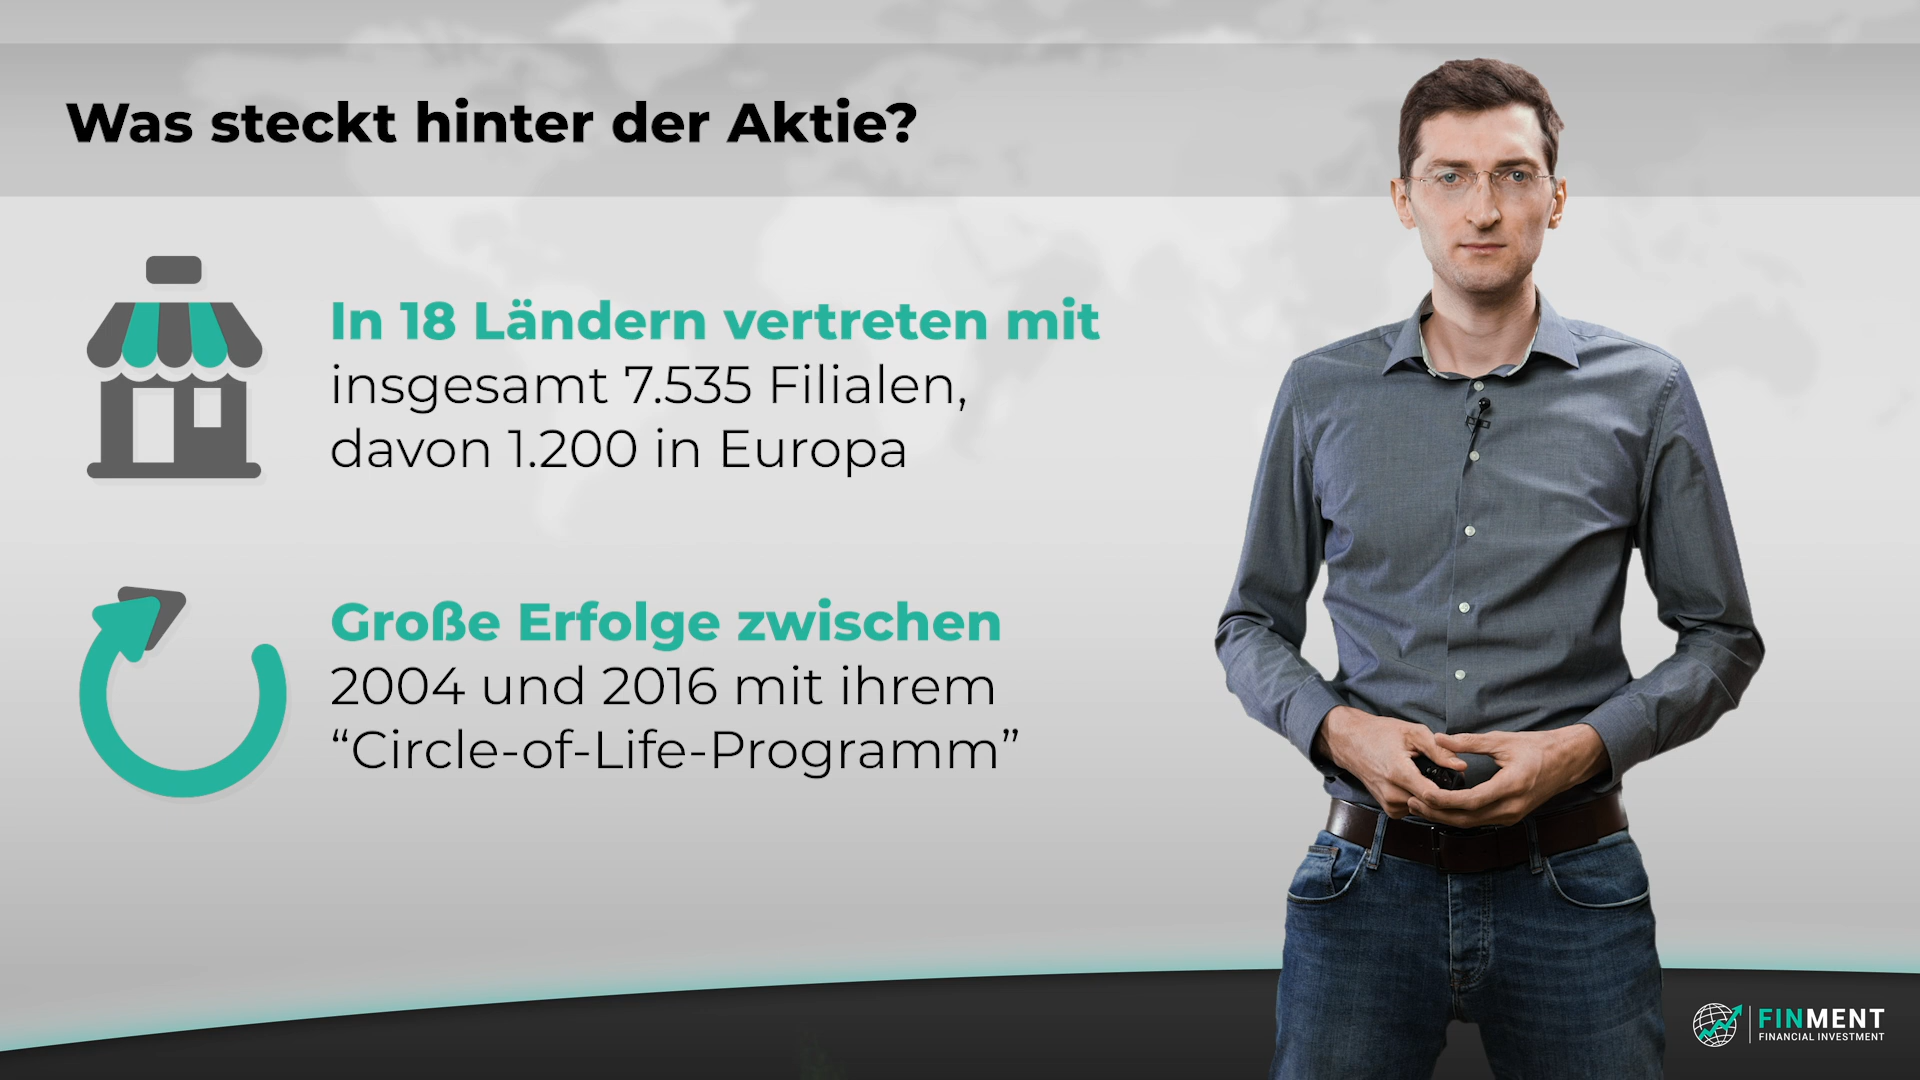 Was steckt hinter der Aktie?
In 18 Ländern vertreten mit
insgesamt 7.535 Filialen,
davon 1.200 in Europa
Große Erfolge zwischen
2004 und 2016 mit ihrem
“Circle-of-Life-Programm”
FINMENT
FINANCIAL INVESTMENT